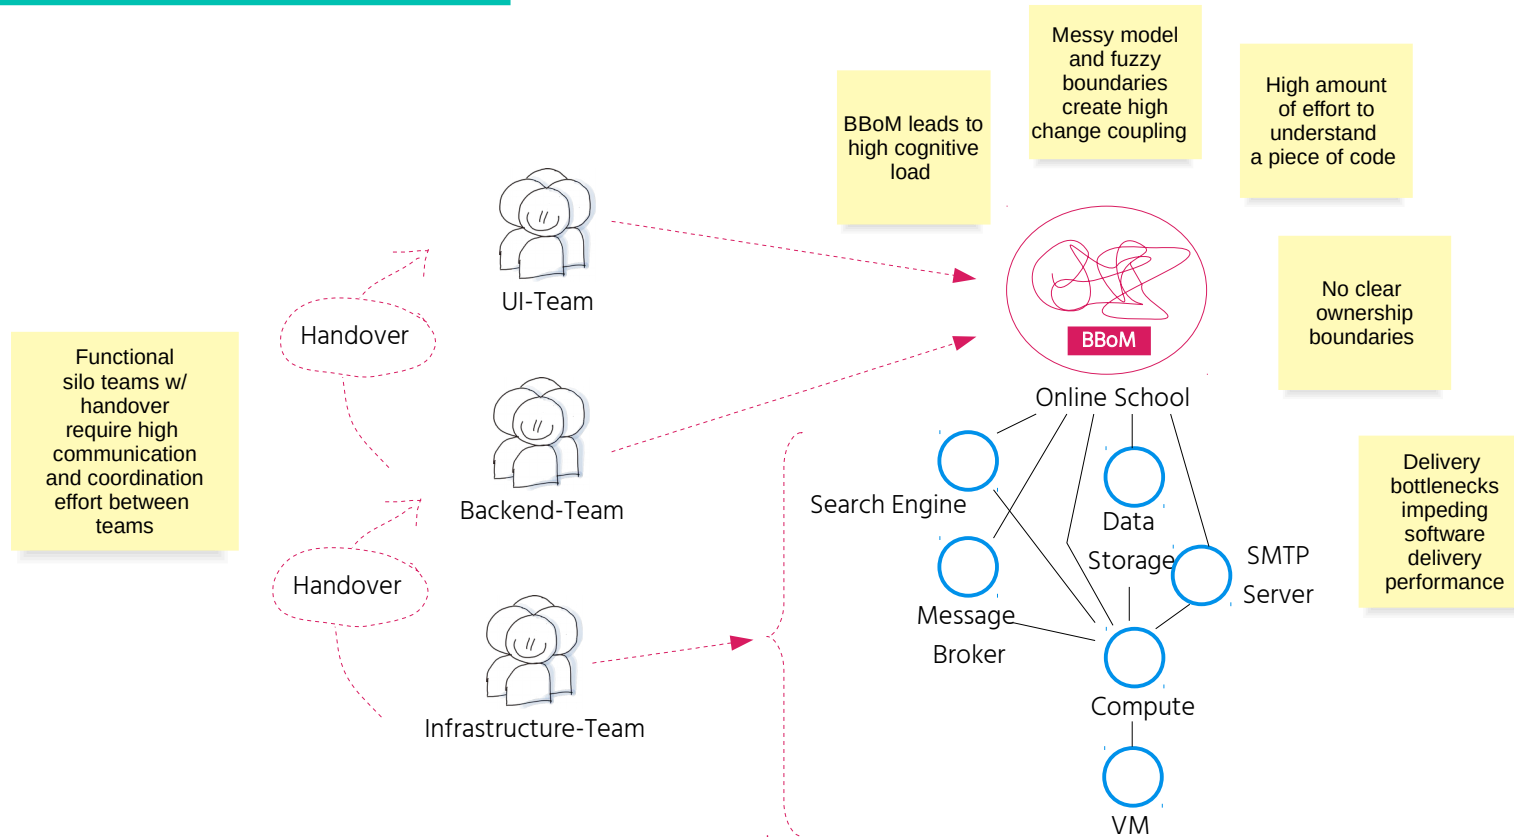 Messy model
and fuzzy
boundaries
create high
change coupling
High amount
of effort to
understand
a piece of code
BBoM leads to
high cognitive
load
UI-Team
Handover
No clear
ownership
boundaries
BBoM
Functional
silo teams w/
handover
require high
communication
and coordination
effort between
teams
Online School
Backend-Team
Search Engine
Data
Storage
Delivery
bottlenecks
impeding
software
delivery
performance
SMTP
Server
Handover
Message
Broker
Infrastructure-Team
Compute
VM